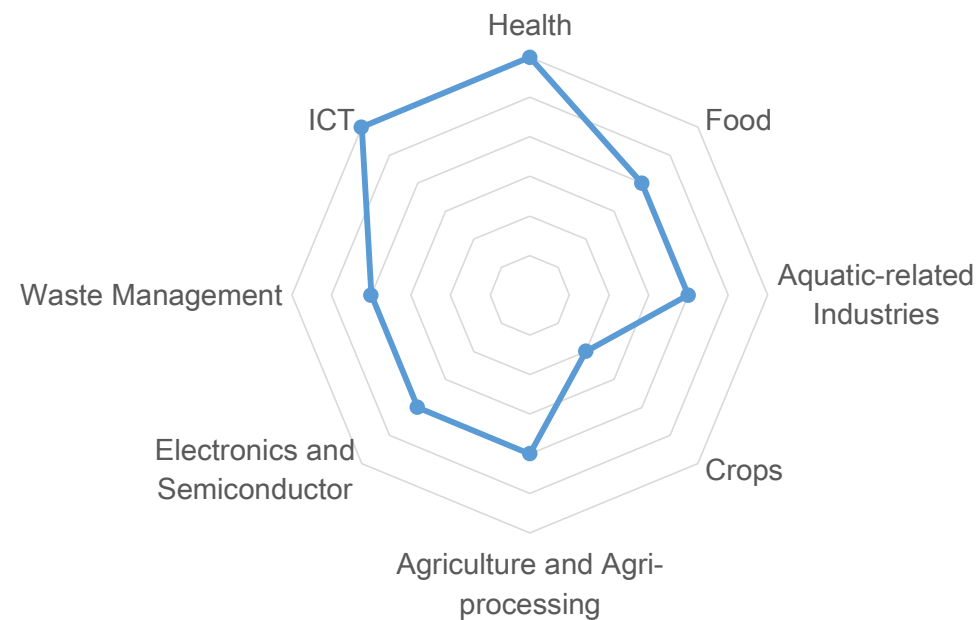 Health
ICT
Food
Waste Management
Aquatic-related
Industries
Electronics and
Semiconductor
Crops
Agriculture and Agri-
processing